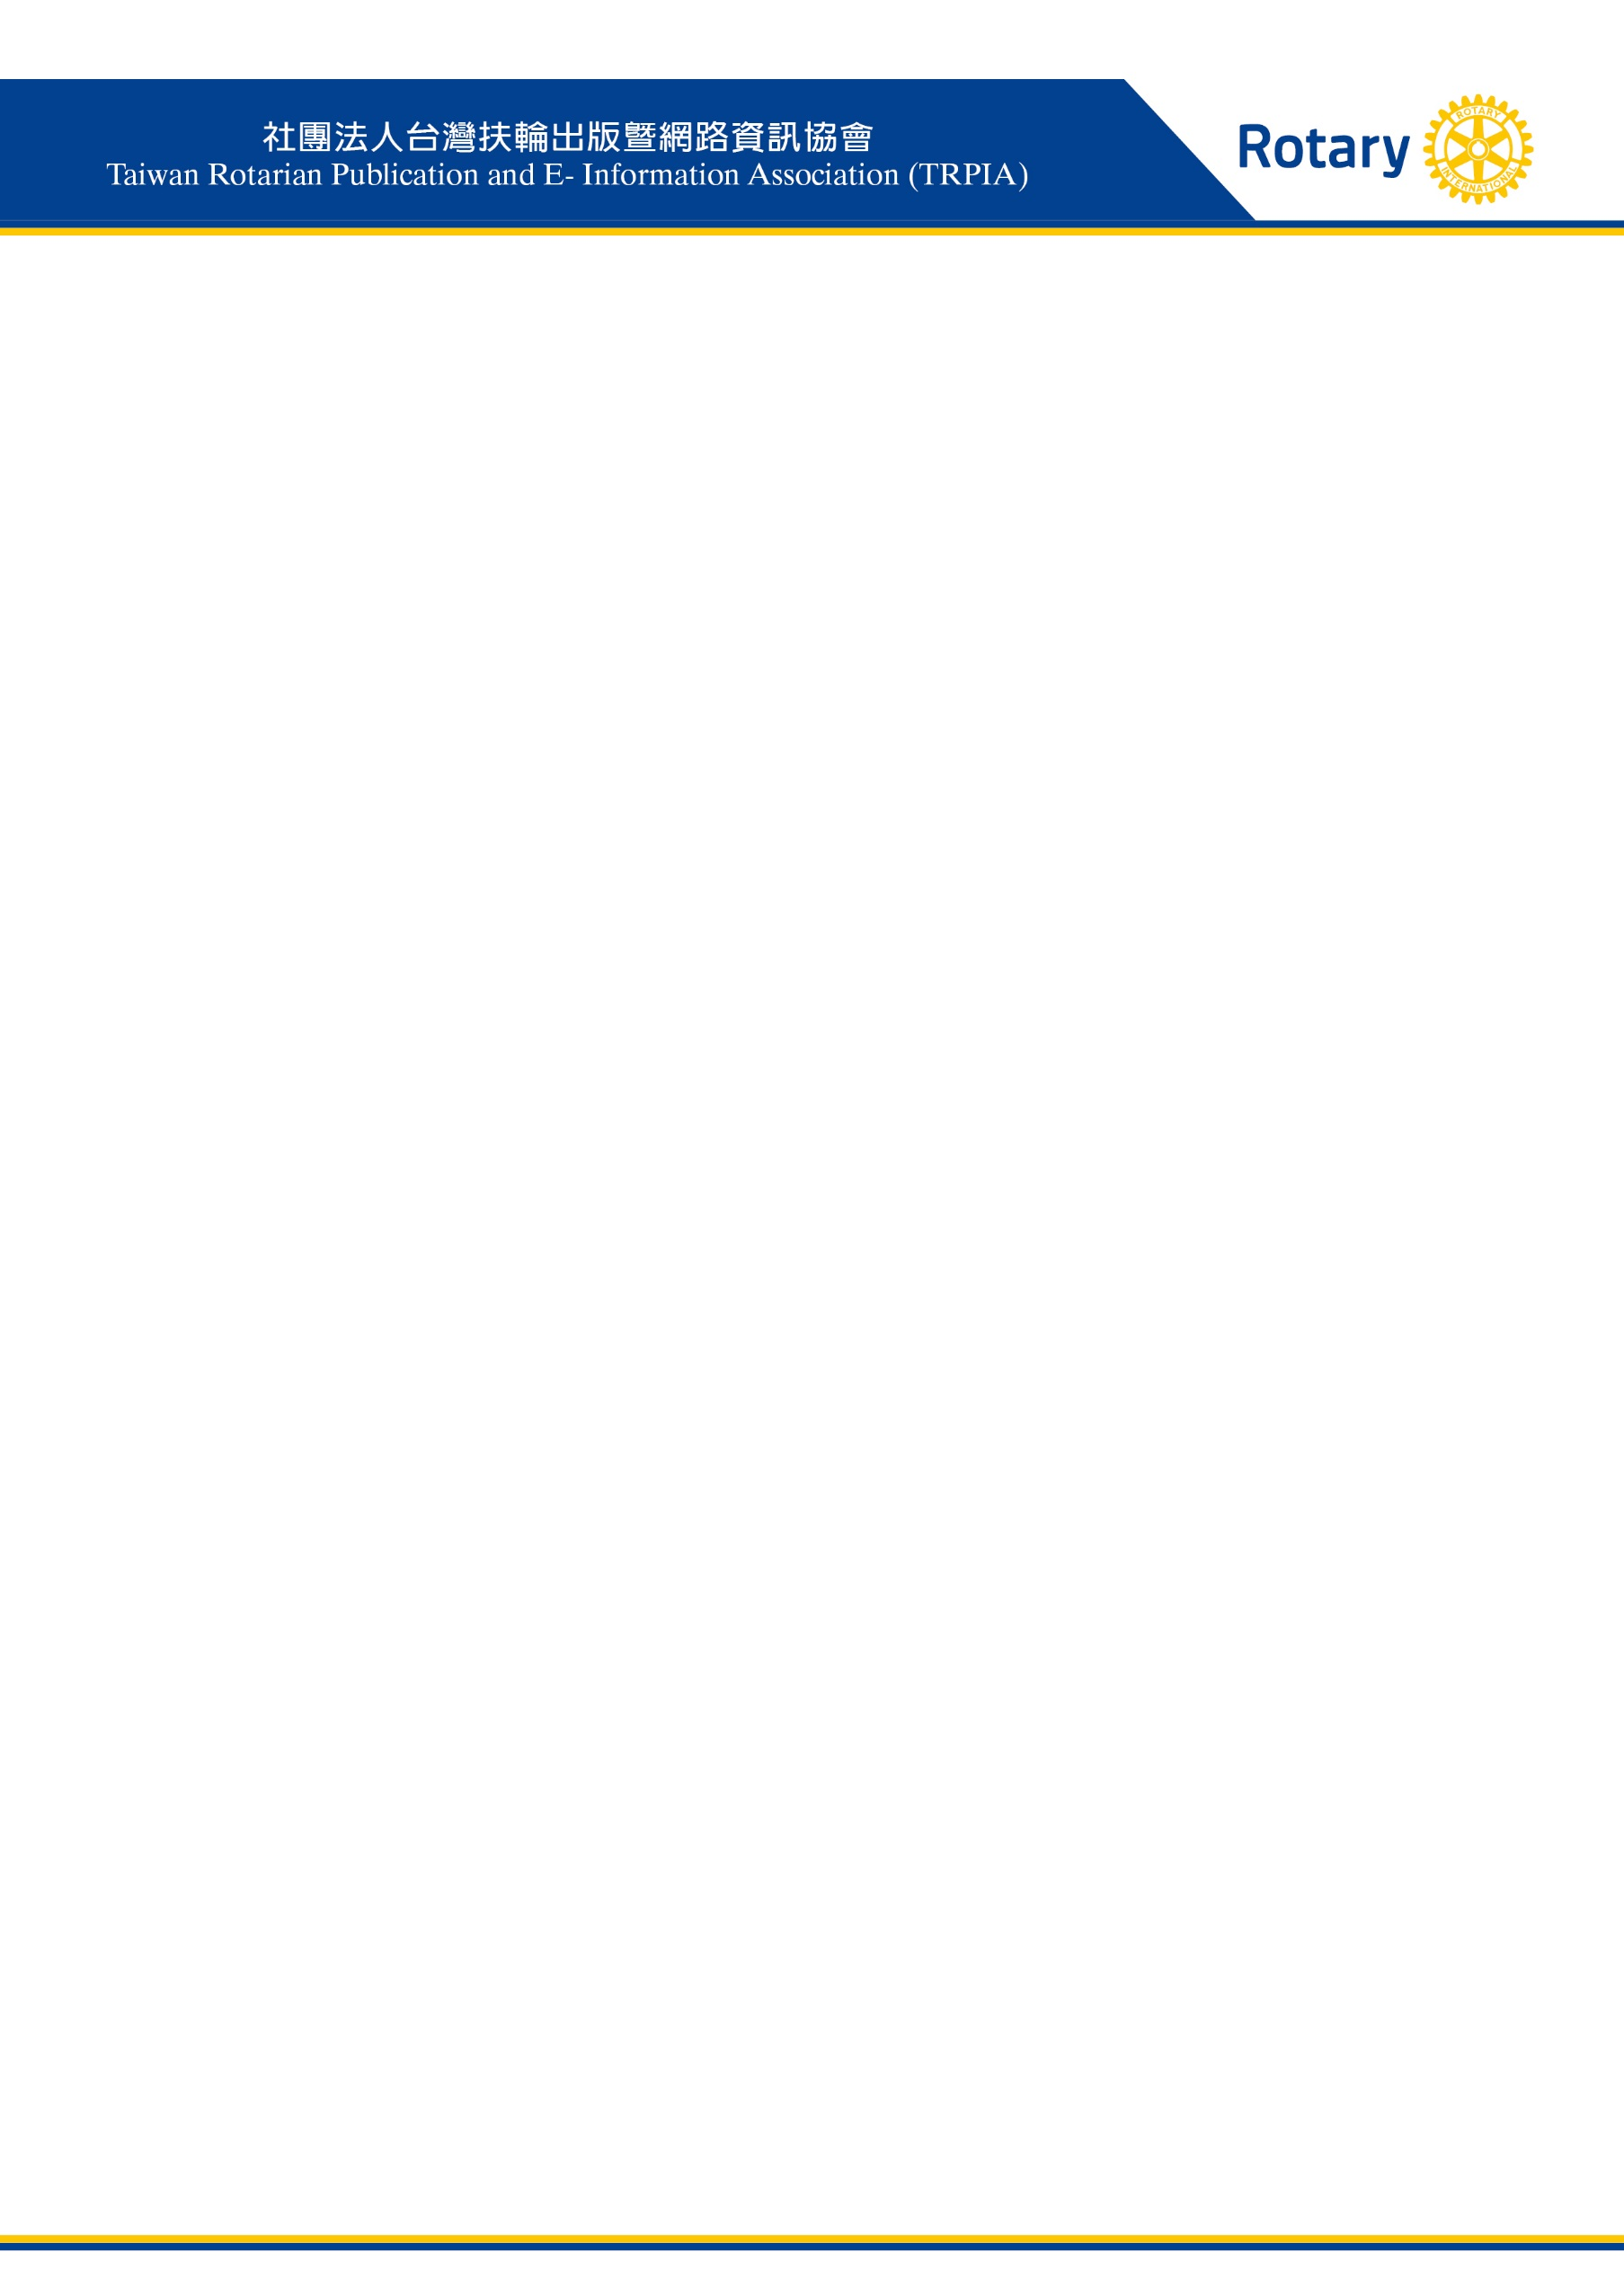 社團法人台灣扶輪出版暨網路資訊協會
Taiwan Rotarian Publication and E- Information Association (TRPIA)
Rotary
ROTARY
INTERNATIONAL